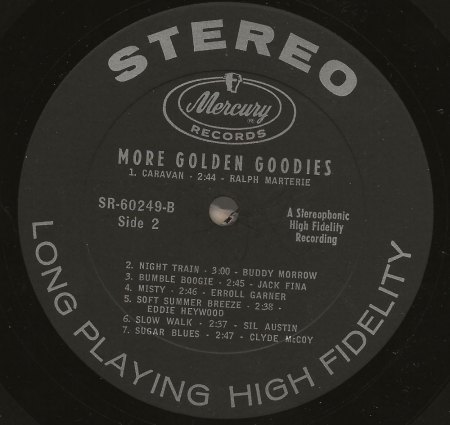 STEREO
Mercury
RECORDS
MORE GOLDEN GOODIES
1. CARAVAN - 2:44 - RALPH MARTERIE
SR-60249-B
Side 2
A Stereophonic
High Fidelity
Recording
2. NIGHT TRAIN - 3:00 - BUDDY MORROW
3. BUMBLE BOOGIE - 2:45 - JACK FINA
4. MISTY - 2:46 - ERROLL GARNER
5. SOFT SUMMER BREEZE - 2:38 -
EDDIE HEYWOOD
6. SLOW WALK - 2:37 - SIL AUSTIN
7. SUGAR BLUES - 2:47 - CLYDE McCOY
LONG PLAYING HIGH FIDELITY